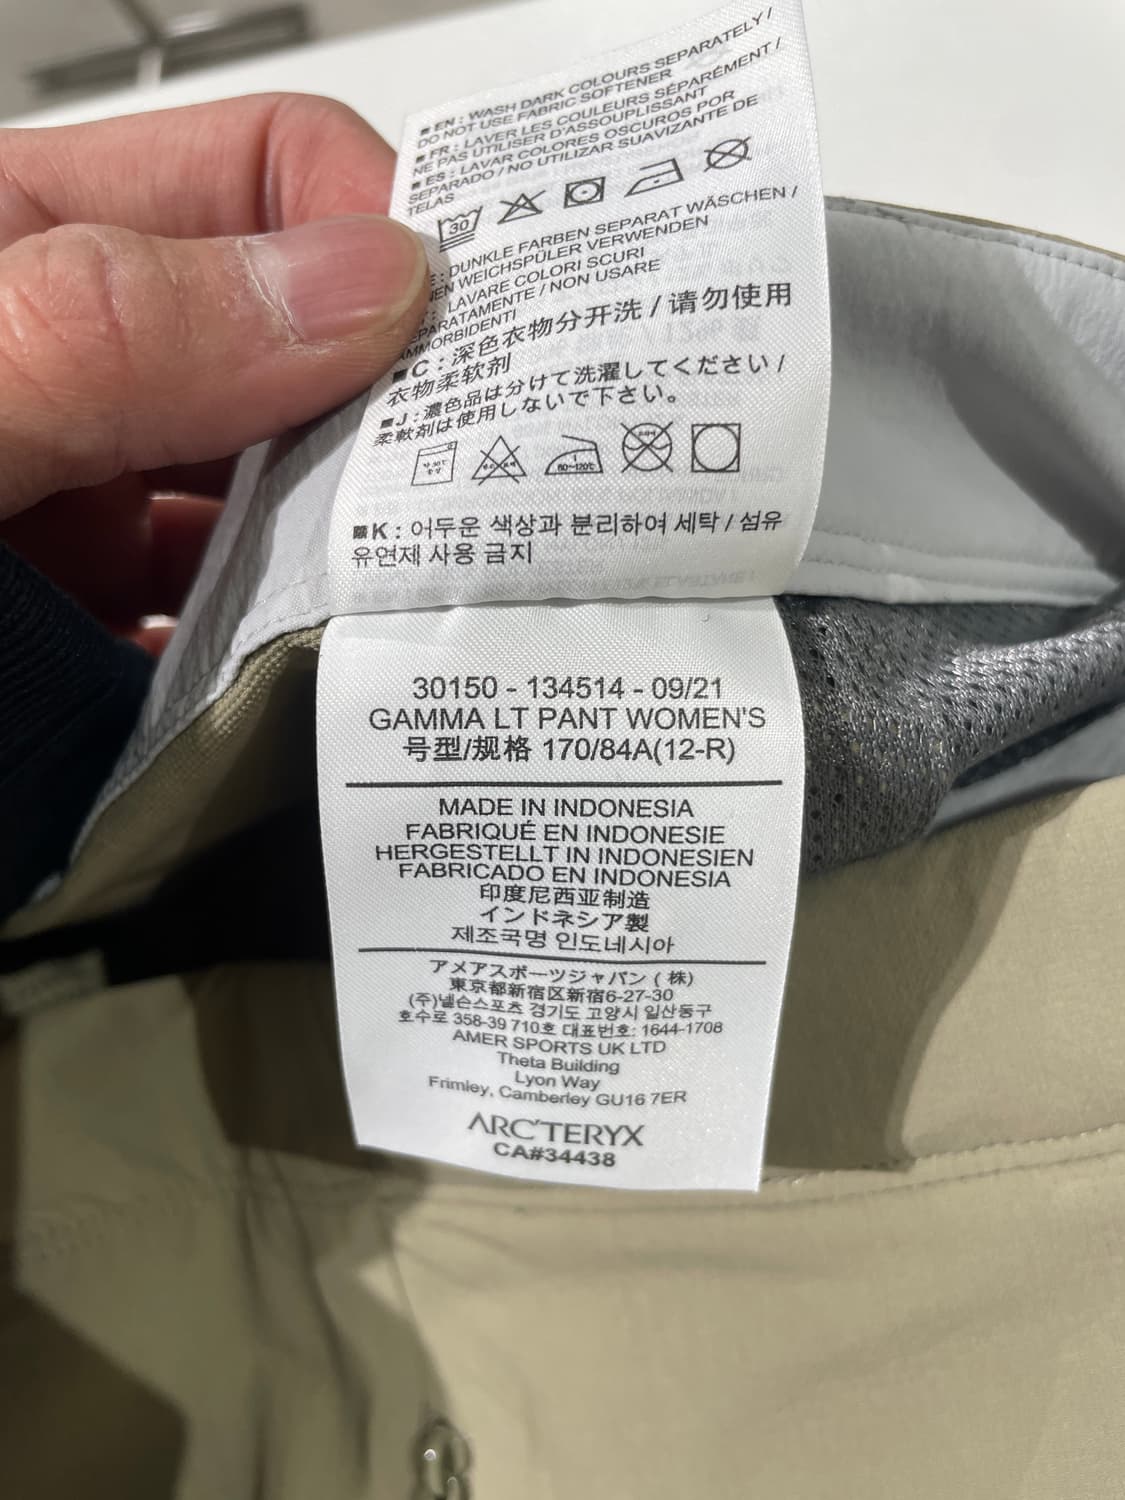 ■ EN : WASH DARK COLOURS SEPARATELY /
DO NOT USE FABRIC SOFTENER
■ FR : LAVER LES COULEURS SÉPARÉMENT /
NE PAS UTILISER D'ASSOUPLISSANT
■ ES : LAVAR COLORES OSCUROS POR
SEPARADO / NO UTILIZAR SUAVIZANTE DE
TELAS
30
: DUNKLE FARBEN SEPARAT WÄSCHEN /
WEICHSPÜLER VERWENDEN
: LAVARE COLORI SCURI
/ NON USARE
AMMORBIDENTI
■C : 深色衣物分开洗 / 请勿使用
衣物柔软剂
■J : 濃色品は分けて洗濯してください /
柔軟剤は使用しないで下さい。
80~120℃
■K : 어두운 색상과 분리하여 세탁 / 섬유
유연제 사용 금지
30150 - 134514 - 09/21
GAMMA LT PANT WOMEN'S
号型/规格 170/84A(12-R)
MADE IN INDONESIA
FABRIQUÉ EN INDONESIE
HERGESTELLT IN INDONESIEN
FABRICADO EN INDONESIA
印度尼西亚制造
インドネシア製
제조국명 인도네시아
アメアスポーツジャパン ( 株)
東京都新宿区新宿6-27-30
(주)넬슨스포츠 경기도 고양시 일산동구
호수로 358-39 710호 대표번호: 1644-1708
AMER SPORTS UK LTD
Theta Building
Lyon Way
Frimley, Camberley GU16 7ER
ARC'TERYX
CA#34438